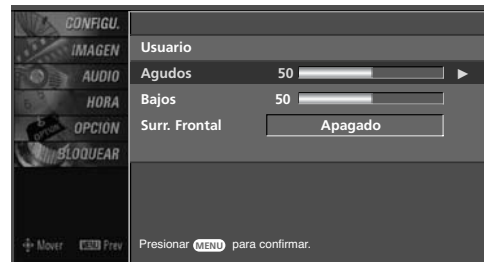 CONFIGU.
IMAGEN
AUDIO
HORA
OPCIÓN
BLOQUEAR
Mover MENU Prev
Usuario
Agudos 50
Bajos 50
Surr. Frontal Apagado
Presionar MENU para confirmar.